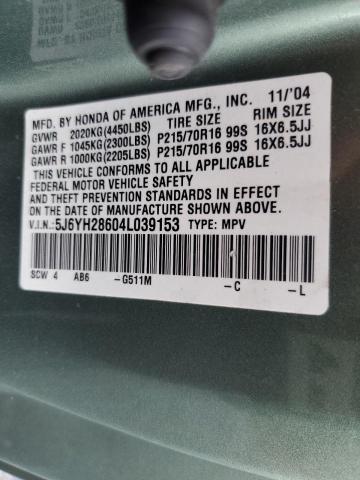 MFD. BY HONDA OF AMERICA MFG., INC. 11/'04
GVWR 2020KG(4450LBS) TIRE SIZE RIM SIZE
GAWR F 1045KG(2300LBS) P215/70R16 99S 16X6.5JJ
GAWR R 1000KG(2205LBS) P215/70R16 99S 16X6.5JJ
THIS VEHICLE CONFORMS TO ALL APPLICABLE
FEDERAL MOTOR VEHICLE SAFETY
AND THEFT PREVENTION STANDARDS IN EFFECT ON
THE DATE OF MANUFACTURE SHOWN ABOVE.
V.I.N.: 5J6YH28604L039153 TYPE: MPV
SCW 4 AB6 -G511M -C -L